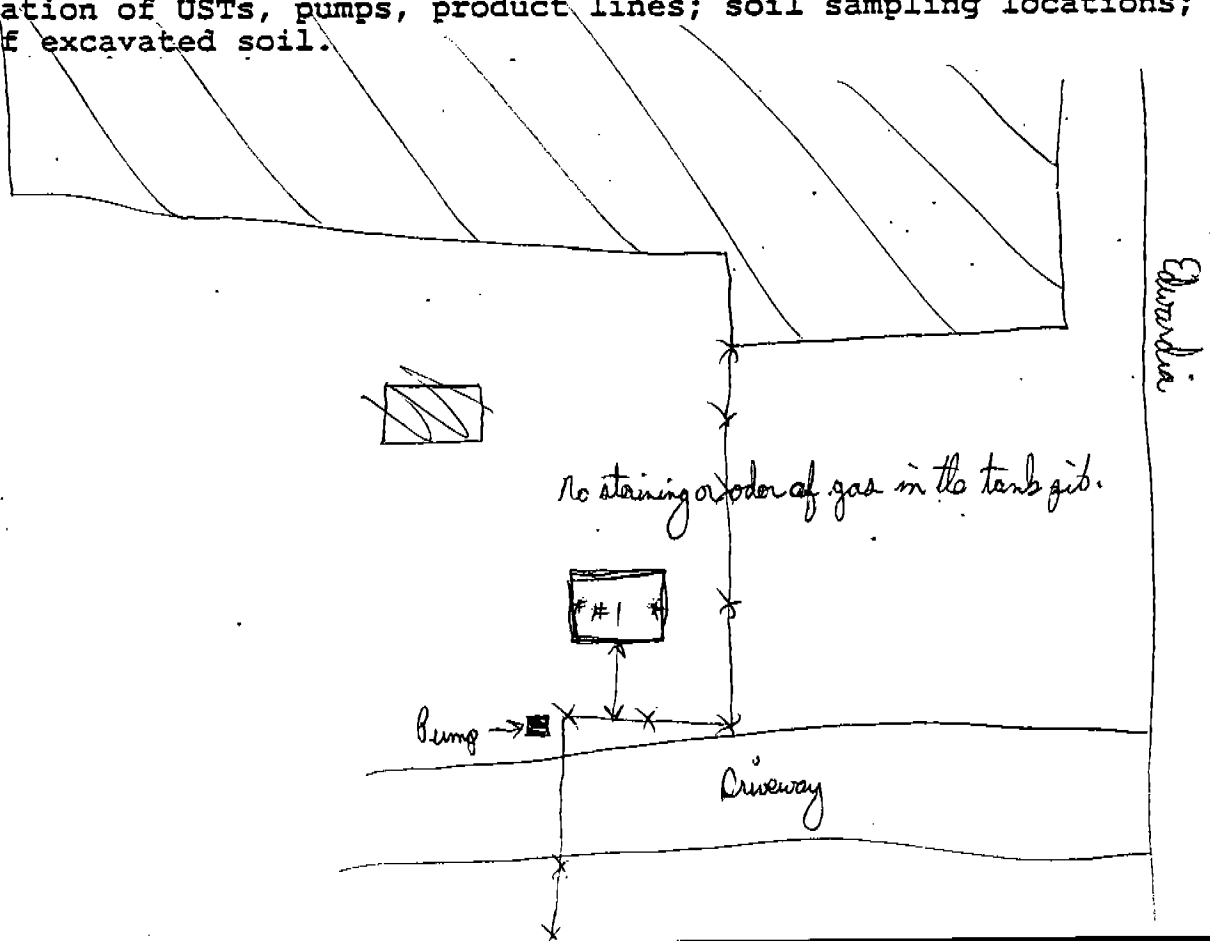 ation of USTs, pumps, product lines; soil sampling locations;
f excavated soil.
Edwardia
no staining or oder of gas in the tank pit.
#1
Pump
Driveway